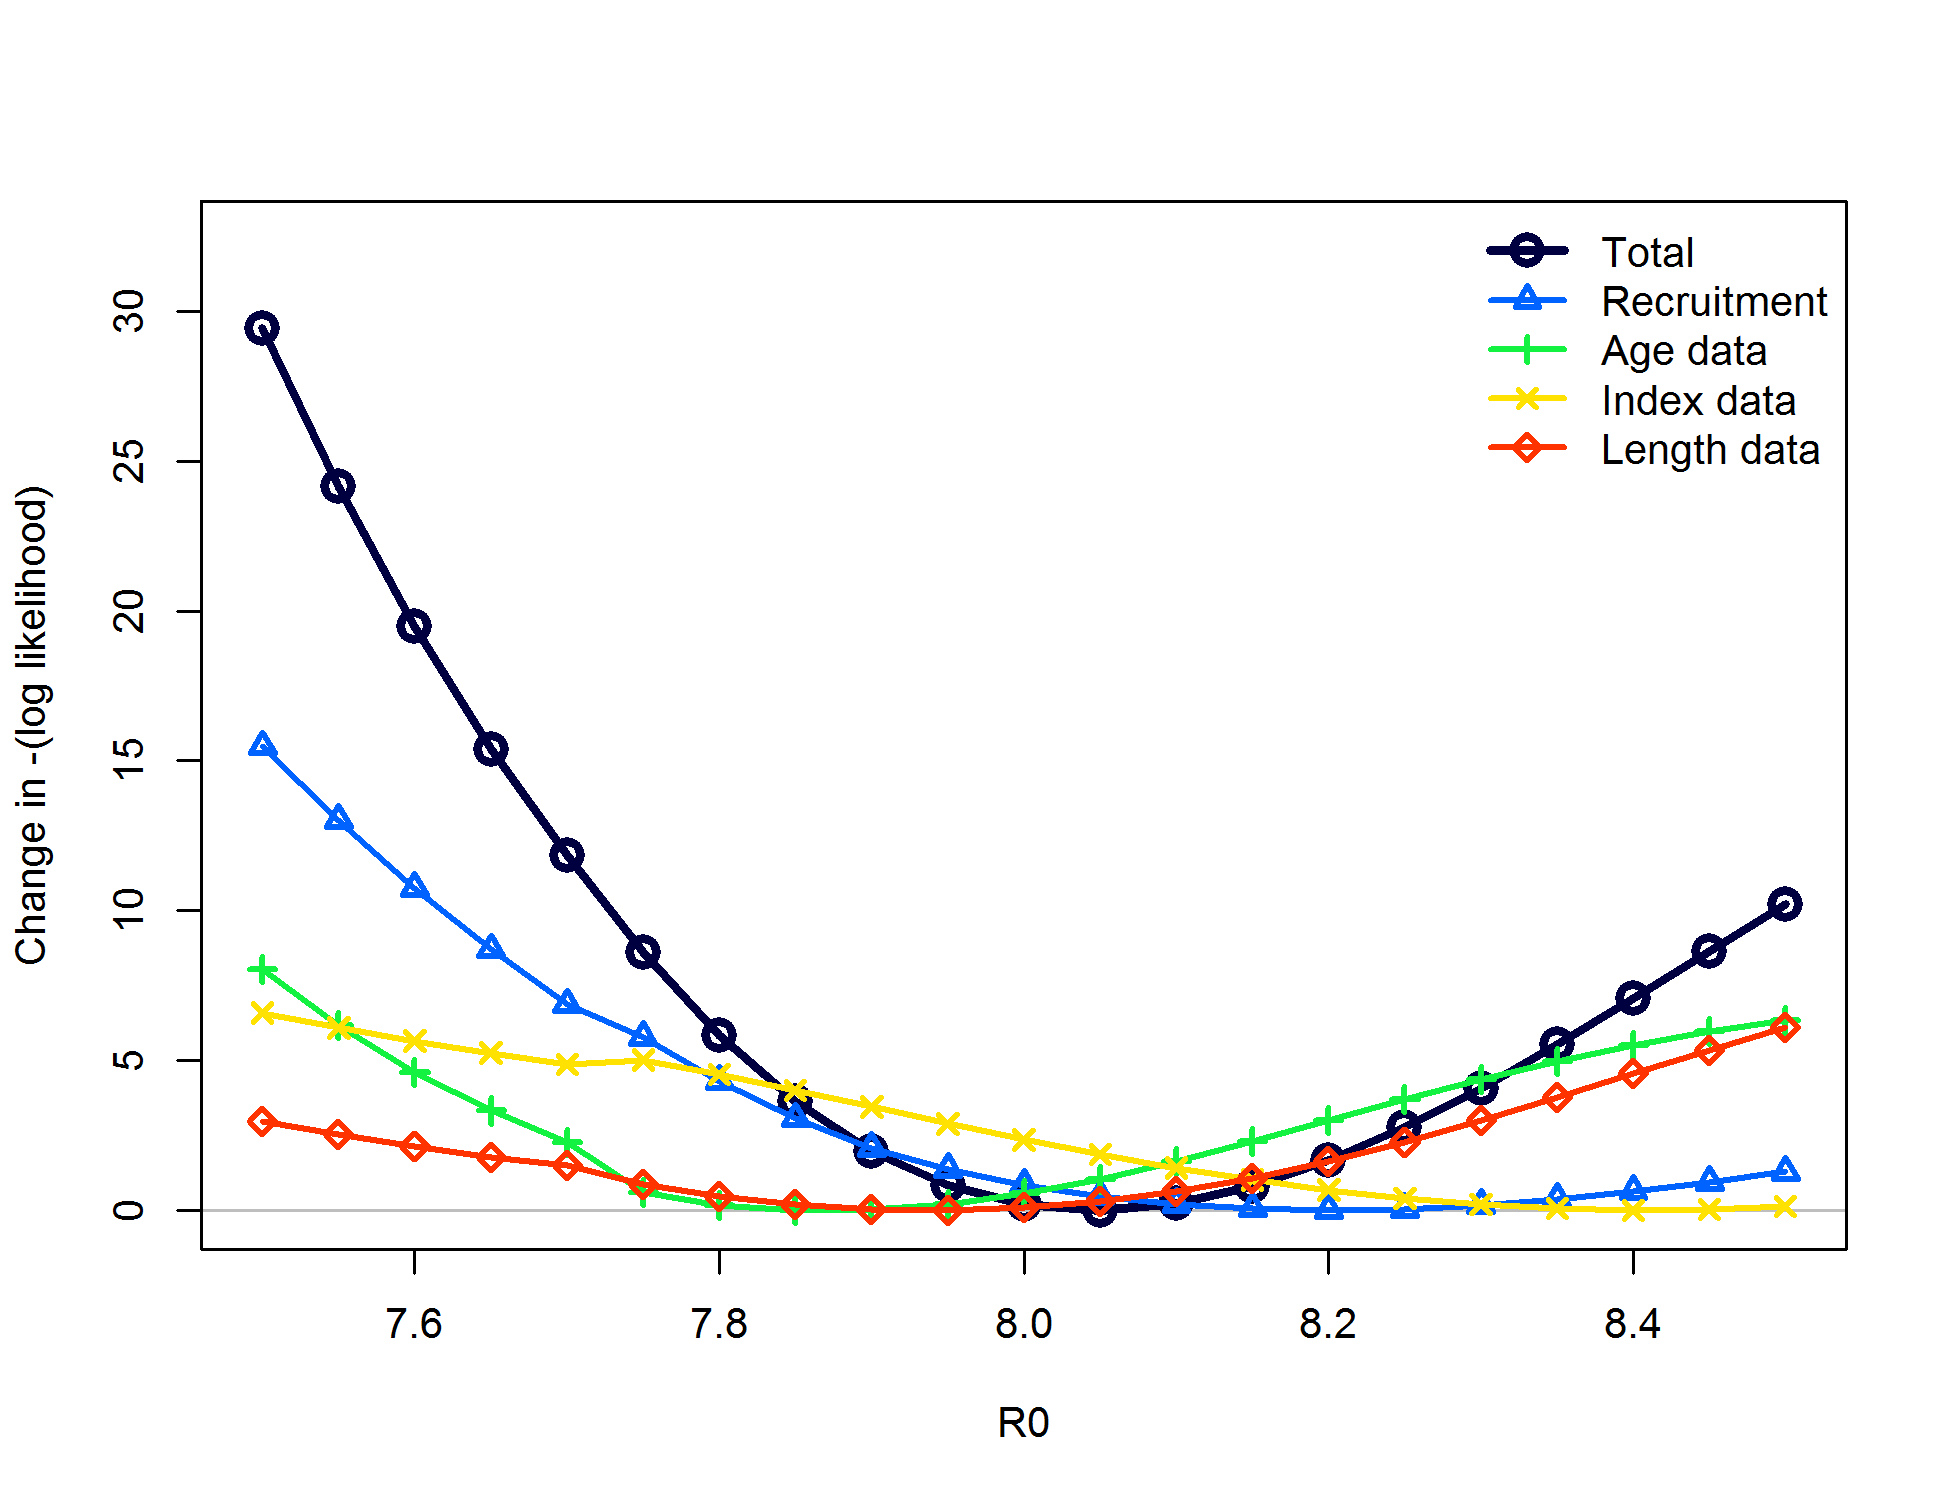 Total
Recruitment
Age data
Index data
Length data
Change in -(log likelihood)
30
25
20
15
10
5
0
7.6
7.8
8.0
8.2
8.4
R0